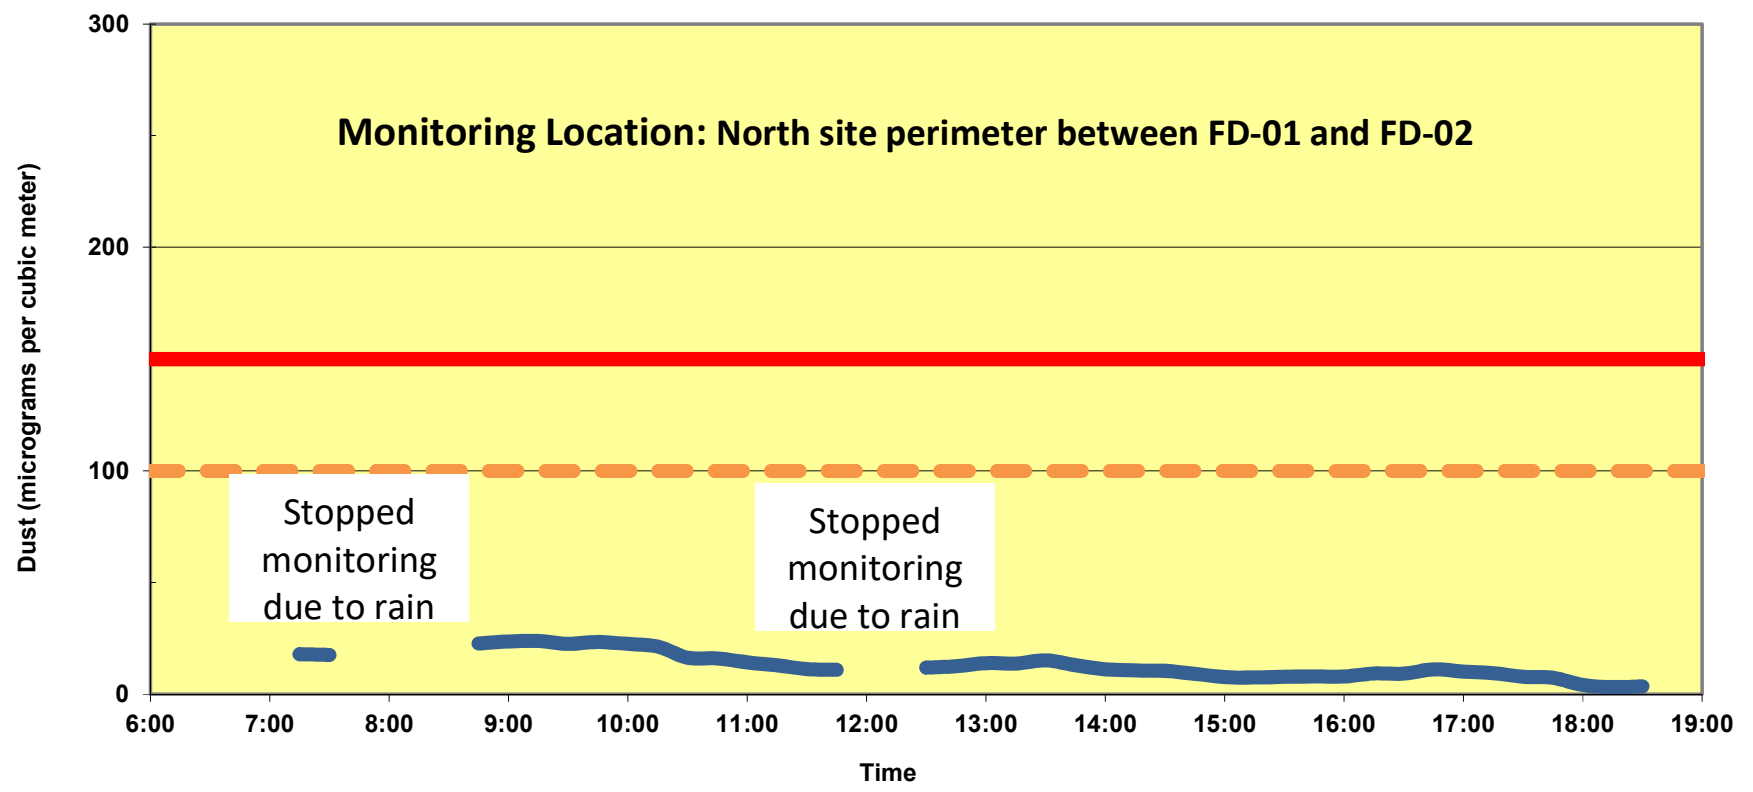 300
Monitoring Location: North site perimeter between FD-01 and FD-02
Dust (micrograms per cubic meter)
200
100
Stopped
monitoring
due to rain
Stopped
monitoring
due to rain
0
6:00 7:00 8:00 9:00 10:00 11:00 12:00 13:00 14:00 15:00 16:00 17:00 18:00 19:00
Time